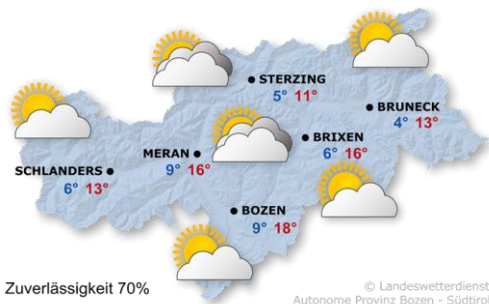 STERZING
5° 11°
BRUNECK
4° 13°
BRIXEN
6° 16°
MERAN
9° 16°
SCHLANDERS
6° 13°
BOZEN
9° 18°
Zuverlässigkeit 70%
© Landeswetterdienst
Autonome Provinz Bozen - Südtirol